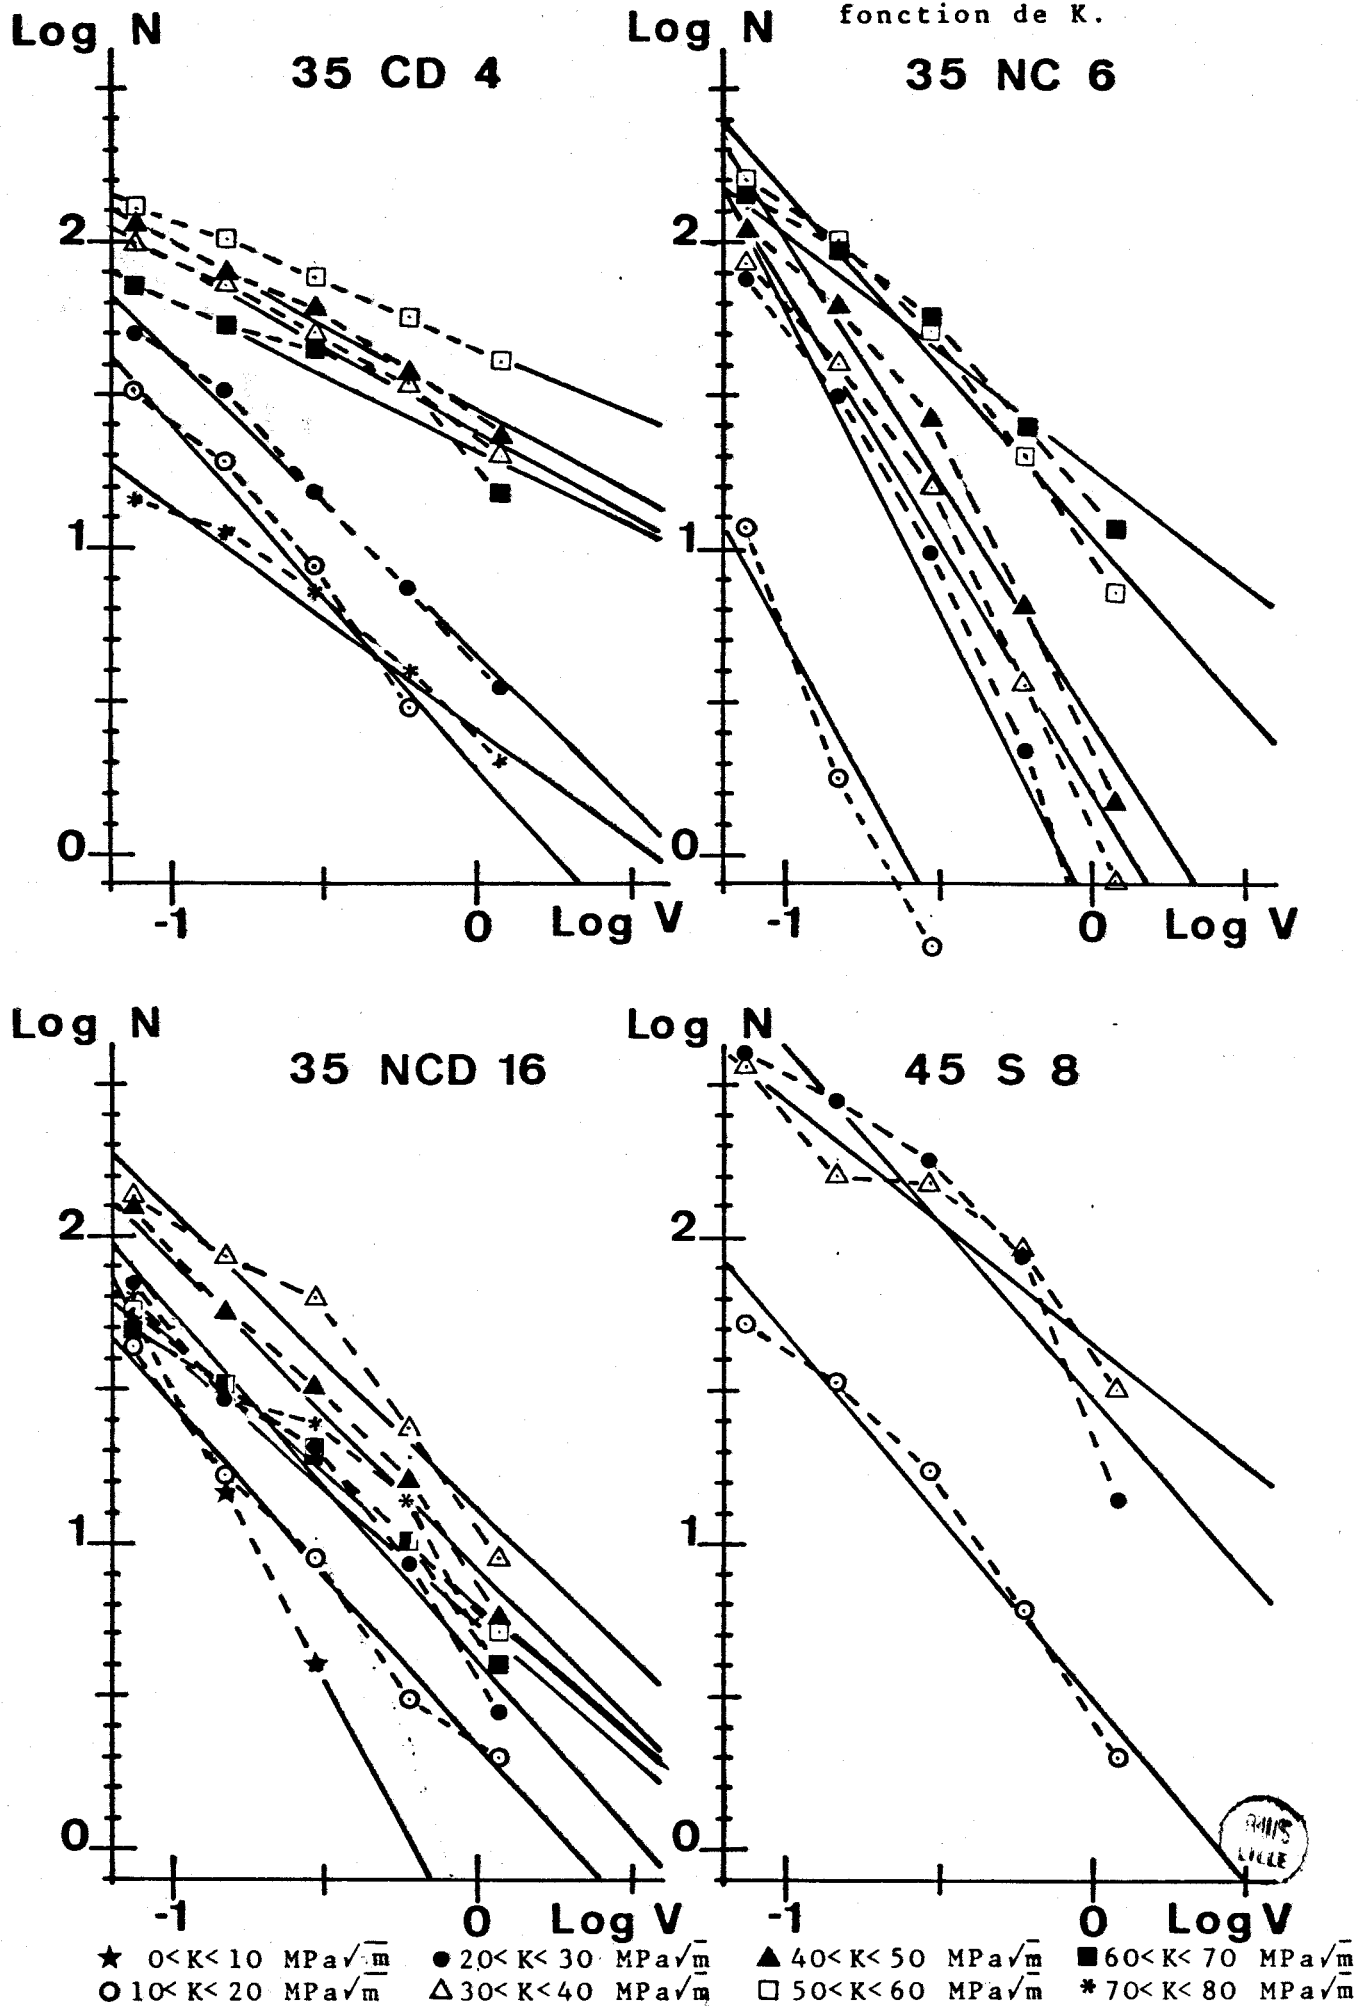 fonction de K.
Log N
35 CD 4
2
1
0
-1
0
Log V
Log N
35 NC 6
2
1
0
-1
0
Log V
Log N
35 NCD 16
2
1
0
-1
0
Log V
Log N
45 S 8
2
1
0
-1
0
Log V
LILLE
★ 0<K<10 MPa√m
● 20<K<30 MPa√m
▲ 40<K<50 MPa√m
■ 60<K<70 MPa√m
○ 10<K<20 MPa√m
△ 30<K<40 MPa√m
□ 50<K<60 MPa√m
* 70<K<80 MPa√m